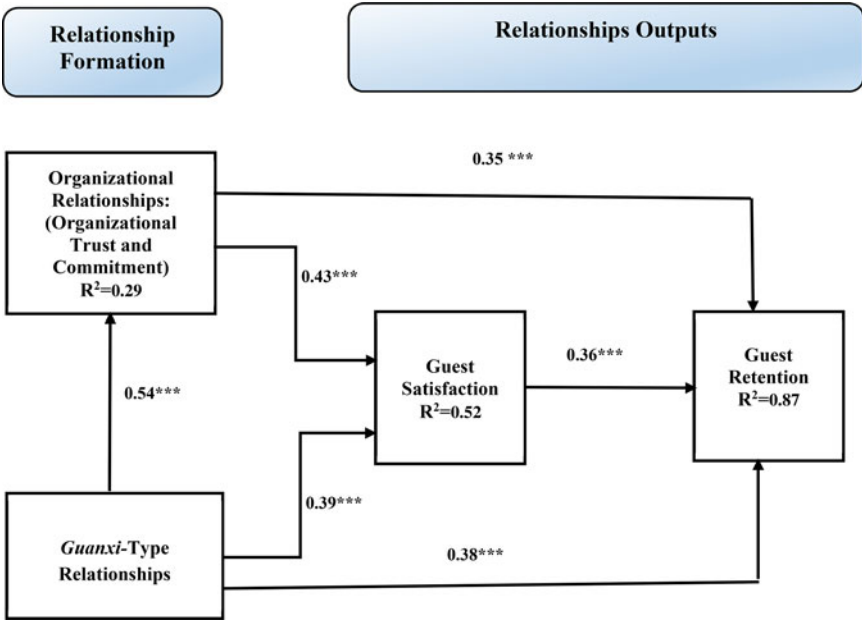 Relationship
Formation
Relationships Outputs
0.35 ***
Organizational
Relationships:
(Organizational
Trust and
Commitment)
R²=0.29
0.43***
Guest
Satisfaction
R²=0.52
0.36***
Guest
Retention
R²=0.87
0.54***
0.39***
Guanxi-Type
Relationships
0.38***